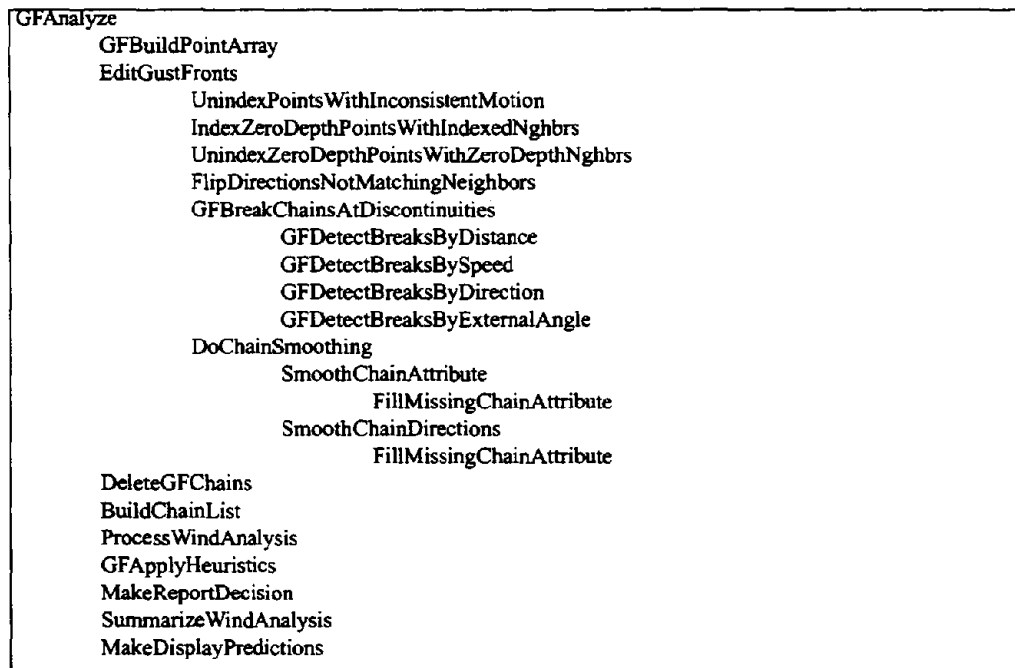 GFAnalyze
GFBuildPointArray
EditGustFronts
UnindexPointsWithInconsistentMotion
IndexZeroDepthPointsWithIndexedNghbrs
UnindexZeroDepthPointsWithZeroDepthNghbrs
FlipDirectionsNotMatchingNeighbors
GFBreakChainsAtDiscontinuities
GFDetectBreaksByDistance
GFDetectBreaksBySpeed
GFDetectBreaksByDirection
GFDetectBreaksByExternalAngle
DoChainSmoothing
SmoothChainAttribute
FillMissingChainAttribute
SmoothChainDirections
FillMissingChainAttribute
DeleteGFChains
BuildChainList
ProcessWindAnalysis
GFApplyHeuristics
MakeReportDecision
SummarizeWindAnalysis
MakeDisplayPredictions